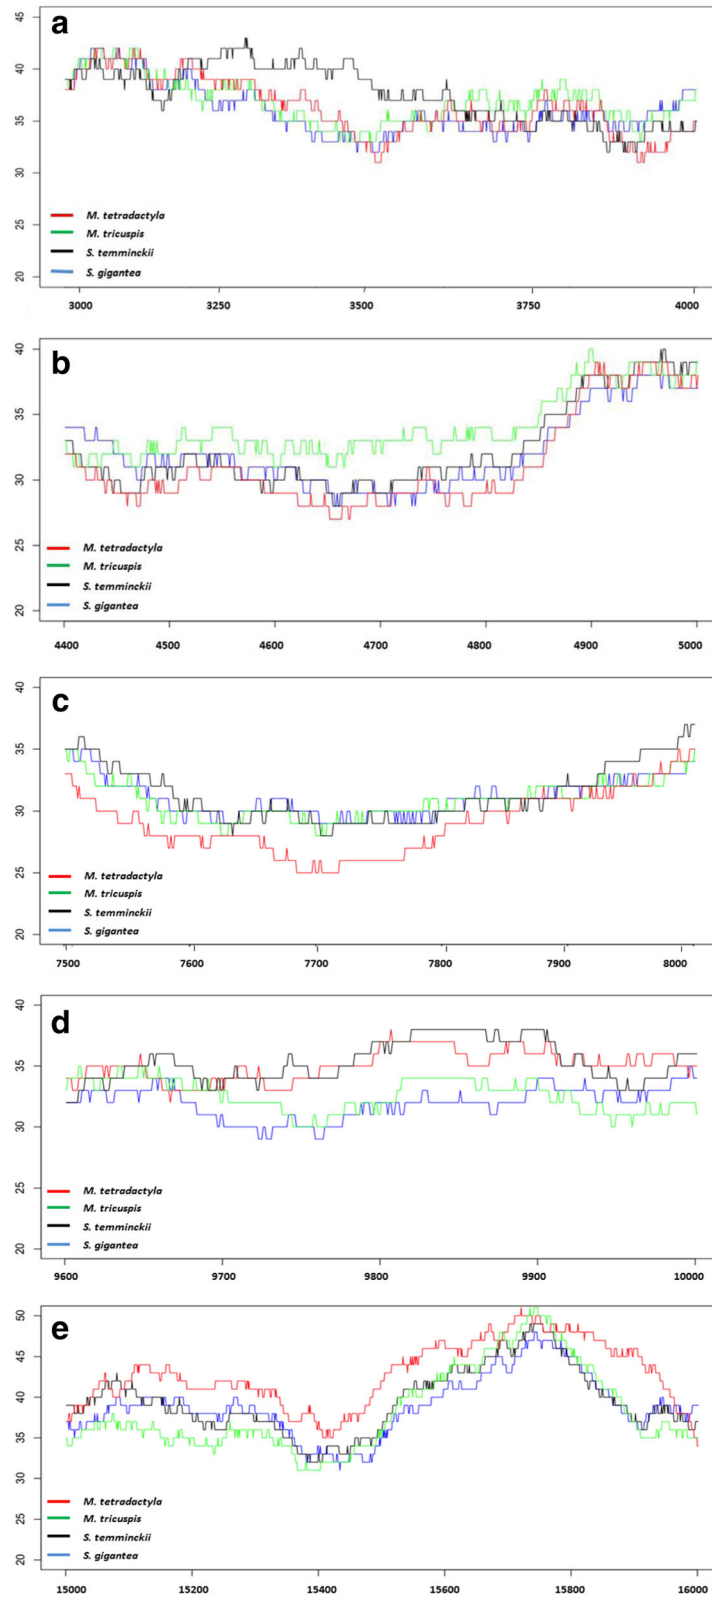 a
45
40
35
30
25
20
M. tetradactyla
M. tricuspis
S. temminckii
S. gigantea
3000 3250 3500 3750 4000
b
40
35
30
25
20
M. tetradactyla
M. tricuspis
S. temminckii
S. gigantea
4400 4500 4600 4700 4800 4900 5000
c
40
35
30
25
20
M. tetradactyla
M. tricuspis
S. temminckii
S. gigantea
7500 7600 7700 7800 7900 8000
d
40
35
30
25
20
M. tetradactyla
M. tricuspis
S. temminckii
S. gigantea
9600 9700 9800 9900 10000
e
50
45
40
35
30
25
20
M. tetradactyla
M. tricuspis
S. temminckii
S. gigantea
15000 15200 15400 15600 15800 16000